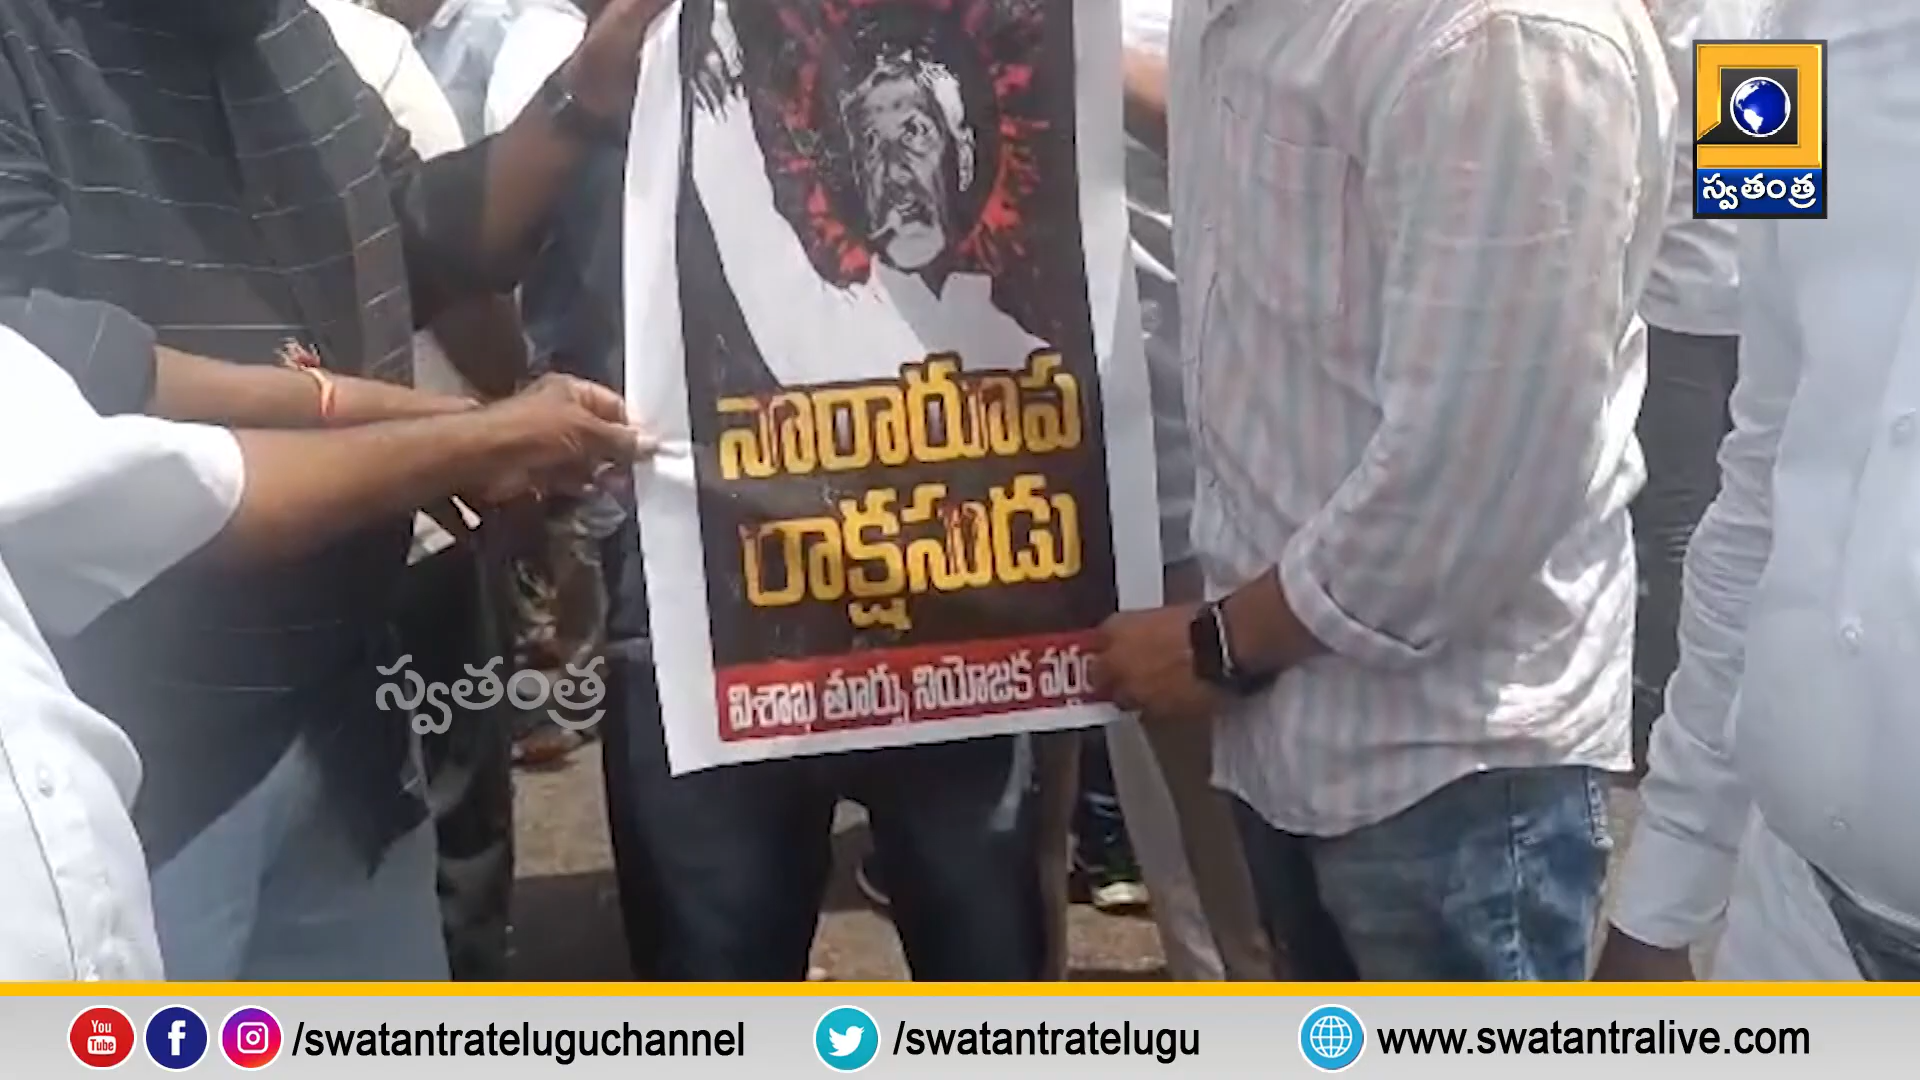 స్వతంత్ర
నారారూప
రాక్షసుడు
విశాఖ తూర్పు నియోజక వర్గం
స్వతంత్ర
You Tube /swatantrateluguchannel /swatantratelugu www.swatantralive.com